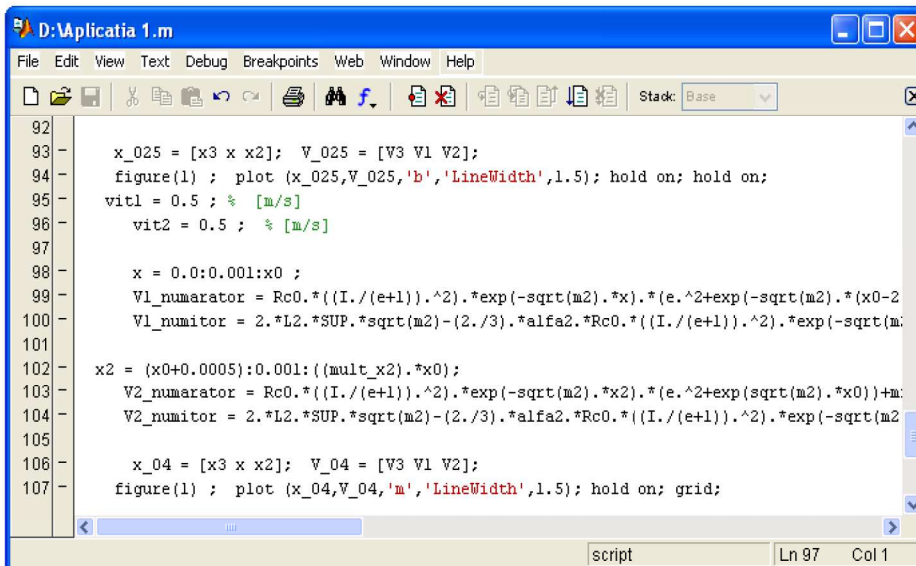 D:\Aplicatia 1.m
File Edit View Text Debug Breakpoints Web Window Help
Stack: Base
92
93 - x_025 = [x3 x x2]; V_025 = [V3 V1 V2];
94 - figure(1) ; plot (x_025,V_025,'b','LineWidth',1.5); hold on; hold on;
95 - vit1 = 0.5 ; % [m/s]
96 - vit2 = 0.5 ; % [m/s]
97
98 - x = 0.0:0.001:x0 ;
99 - V1_numarator = Rc0.*((I./(e+1)).^2).*exp(-sqrt(m2).*x).*(e.^2+exp(-sqrt(m2).*(x0-2
100 - V1_numitor = 2.*L2.*SUP.*sqrt(m2)-(2./3).*alfa2.*Rc0.*((I./(e+1)).^2).*exp(-sqrt(m2
101
102 - x2 = (x0+0.0005):0.001:((mult_x2).*x0);
103 - V2_numarator = Rc0.*((I./(e+1)).^2).*exp(-sqrt(m2).*x2).*(e.^2+exp(sqrt(m2).*x0))+m
104 - V2_numitor = 2.*L2.*SUP.*sqrt(m2)-(2./3).*alfa2.*Rc0.*((I./(e+1)).^2).*exp(-sqrt(m2
105
106 - x_04 = [x3 x x2]; V_04 = [V3 V1 V2];
107 - figure(1) ; plot (x_04,V_04,'m','LineWidth',1.5); hold on; grid;
script Ln 97 Col 1